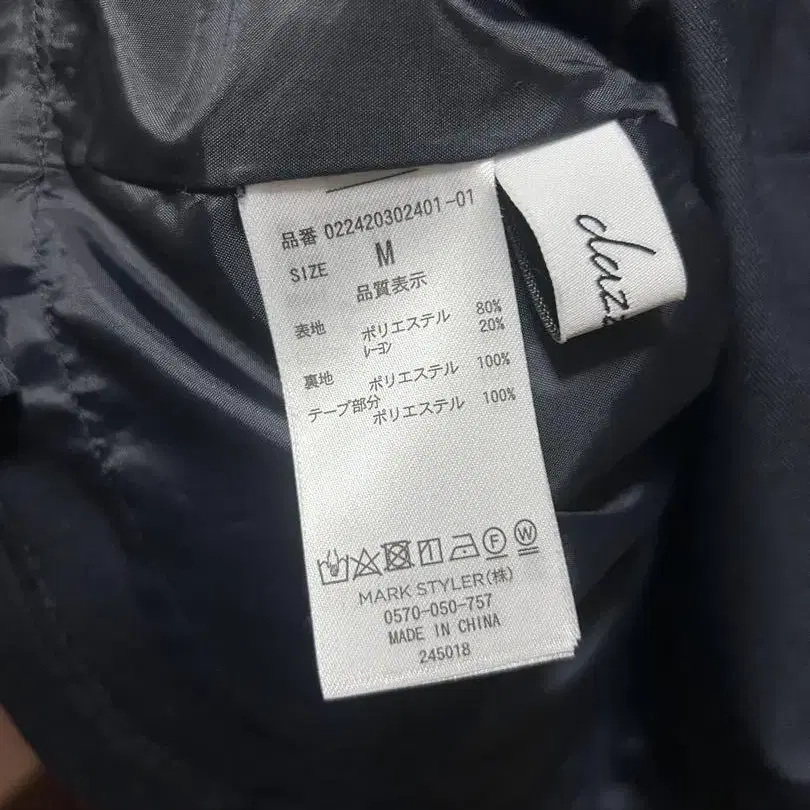 品番 022420302401-01
SIZE M
品質表示
表地 ポリエステル 80%
ﾚｰﾖﾝ 20%
裏地 ポリエステル 100%
テープ部分
ポリエステル 100%
F W
MARK STYLER(株)
0570-050-757
MADE IN CHINA
245018